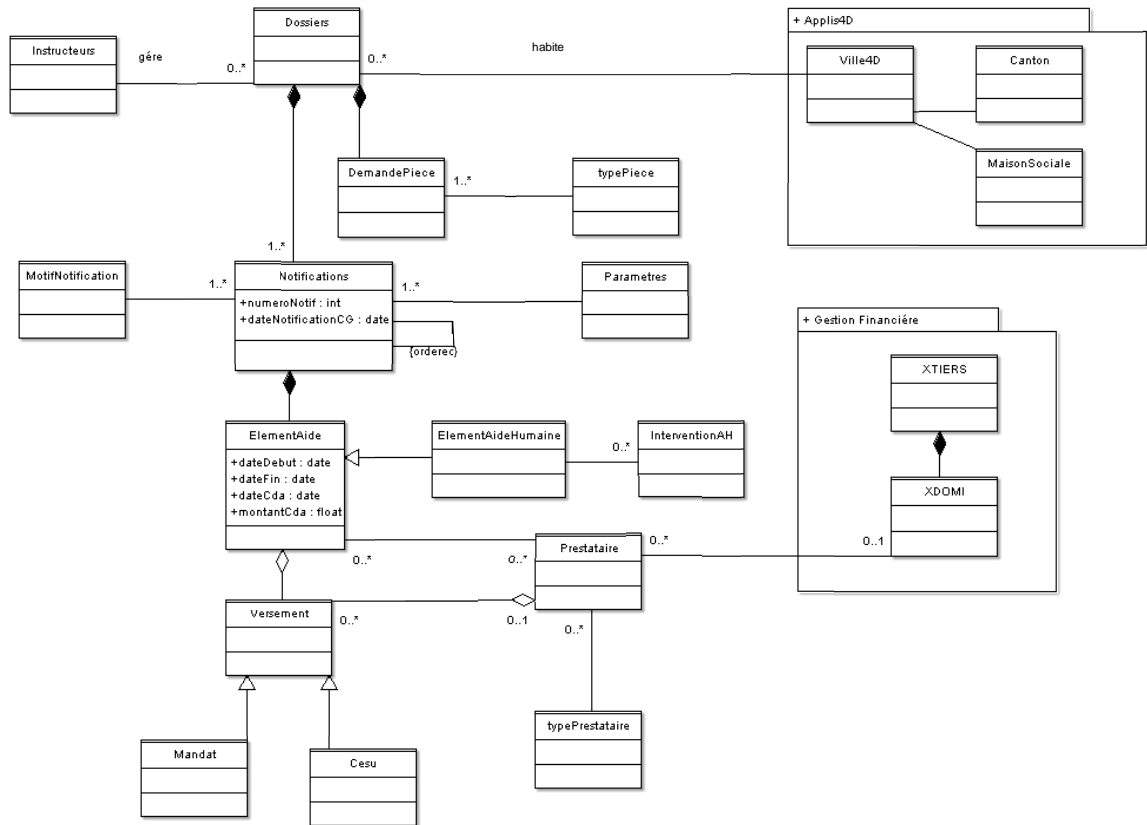 Dossiers
+ Applis4D
Instructeurs
gére
0..*
0..*
habite
Ville4D
Canton
MaisonSociale
DemandePiece
1..*
typePiece
1..*
MotifNotification
1..*
Notifications
+numeroNotif : int
+dateNotificationCG : date
{orderec}
1..*
Parametres
+ Gestion Financiére
XTIERS
XDOMI
ElementAide
+dateDebut : date
+dateFin : date
+dateCda : date
+montantCda : float
ElementAideHumaine
0..*
InterventionAH
0..*
0..*
Prestataire
0..*
0..1
Versement
0..*
0..1
0..*
typePrestataire
Mandat
Cesu